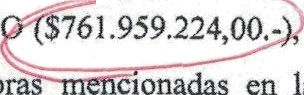 O ($761.959.224,00.-),
oras mencionadas en l